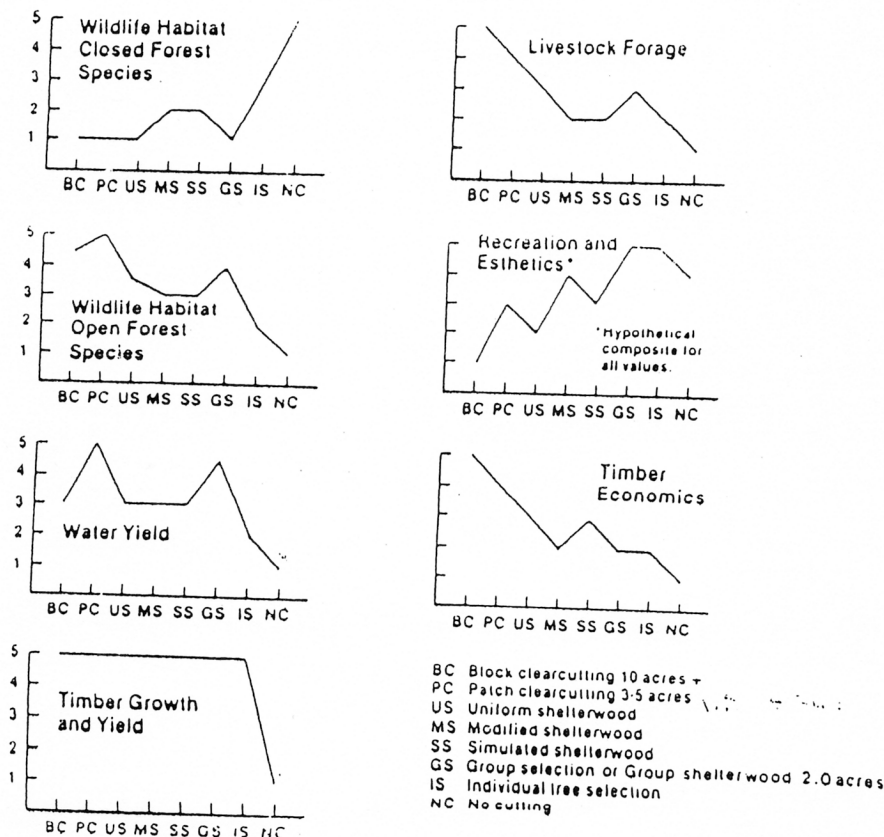 5
4
3
2
1
Wildlife Habitat
Closed Forest
Species
BC PC US MS SS GS IS NC
Livestock Forage
BC PC US MS SS GS IS NC
5
4
3
2
1
Wildlife Habitat
Open Forest
Species
BC PC US MS SS GS IS NC
Recreation and
Esthetics*
*Hypothetical
composite for
all values.
BC PC US MS SS GS IS NC
5
4
3
2
1
Water Yield
BC PC US MS SS GS IS NC
Timber
Economics
BC PC US MS SS GS IS NC
5
4
3
2
1
Timber Growth
and Yield
BC PC US MS SS GS IS NC
BC Block clearcutting 10 acres +
PC Patch clearcutting 3-5 acres
US Uniform shelterwood
MS Modified shelterwood
SS Simulated shelterwood
GS Group selection or Group shelterwood 2.0 acres
IS Individual tree selection
NC No cutting